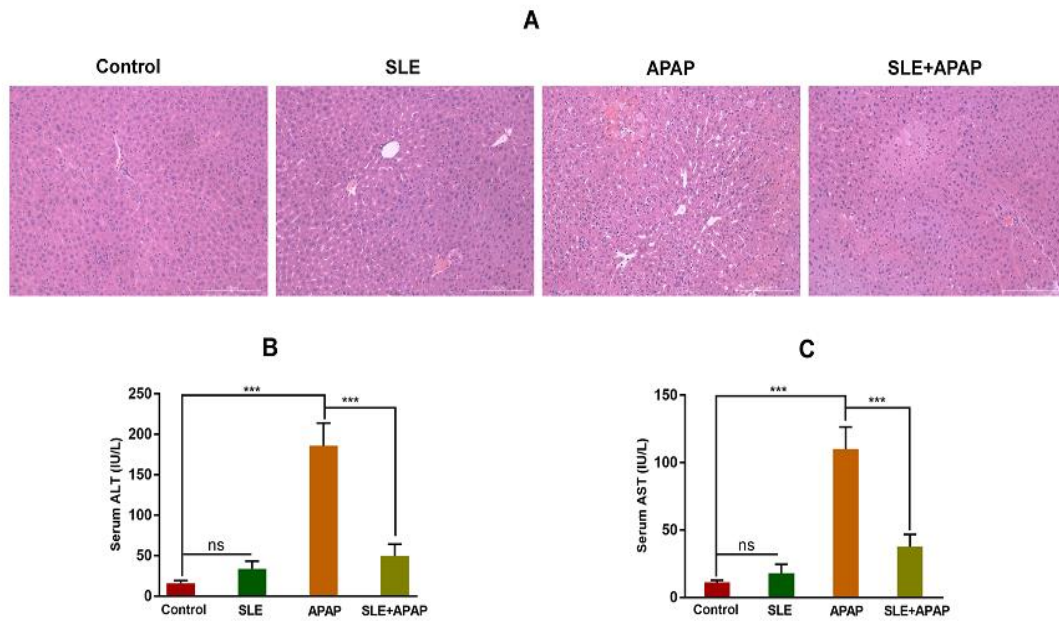 A
Control SLE APAP SLE+APAP
B
Serum ALT (IU/L)
250
200
150
100
50
0
***
***
ns
Control SLE APAP SLE+APAP
C
Serum AST (IU/L)
150
100
50
0
***
***
ns
Control SLE APAP SLE+APAP